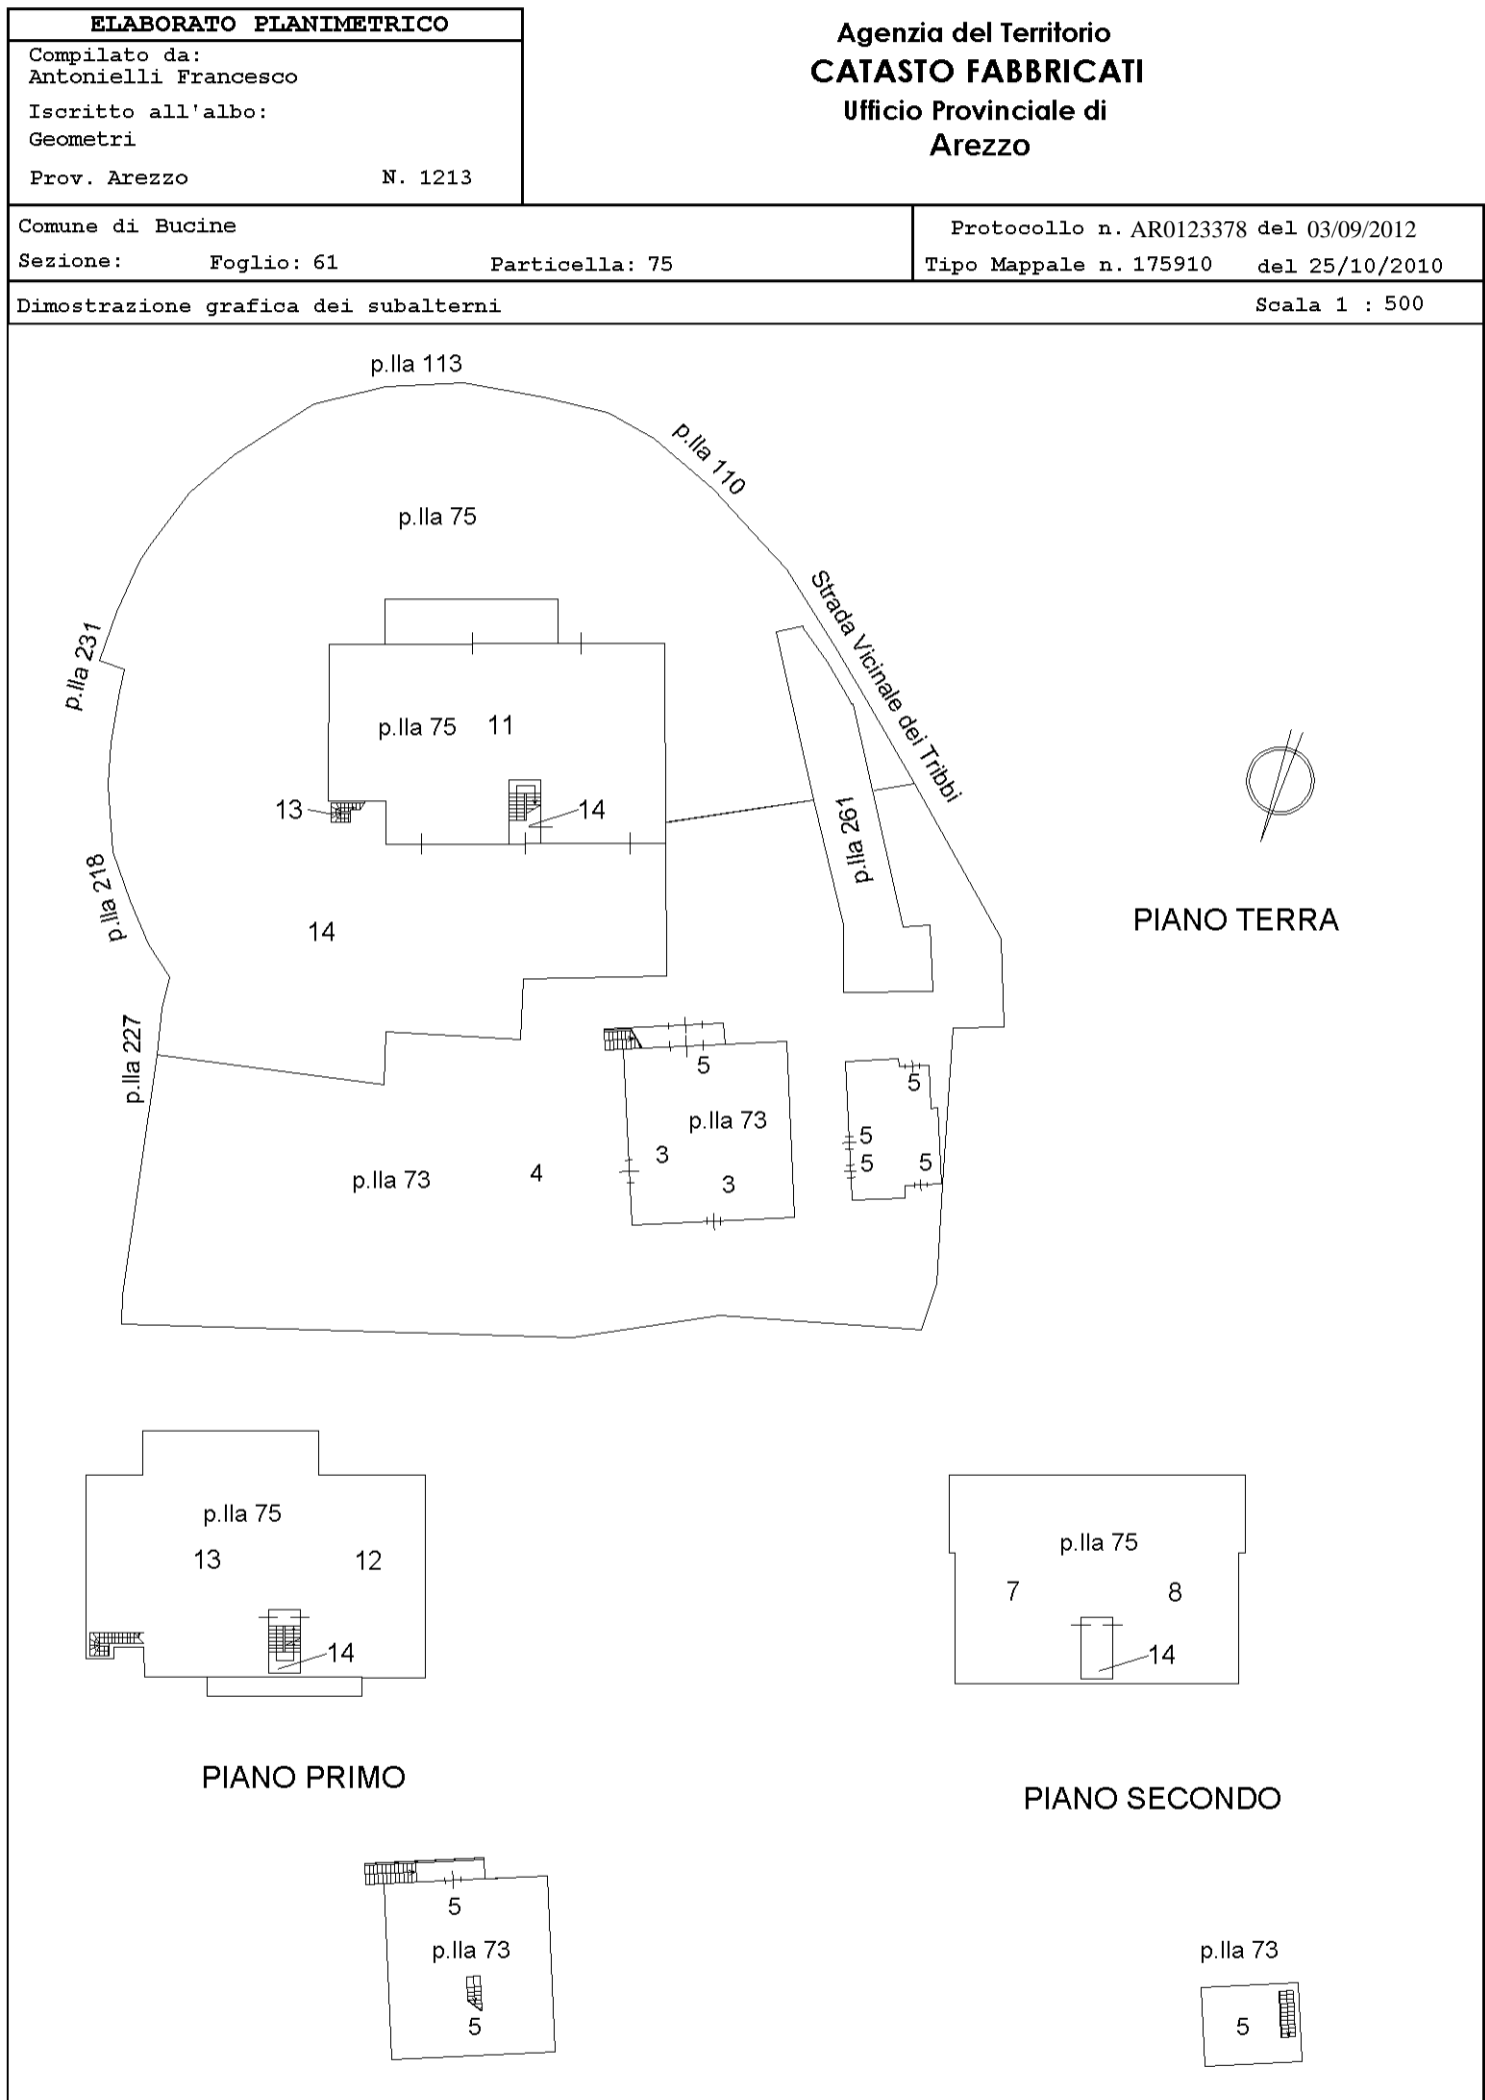 ELABORATO PLANIMETRICO
Compilato da:
Antonielli Francesco
Iscritto all'albo:
Geometri
Prov. Arezzo N. 1213
Agenzia del Territorio
CATASTO FABBRICATI
Ufficio Provinciale di
Arezzo
Comune di Bucine
Sezione: Foglio: 61 Particella: 75
Protocollo n. AR0123378 del 03/09/2012
Tipo Mappale n. 175910 del 25/10/2010
Dimostrazione grafica dei subalterni Scala 1 : 500
p.lla 113
p.lla 110
p.lla 75
Strada Vicinale dei Tribbi
p.lla 231
p.lla 75 11
13
14
p.lla 261
p.lla 218
14
PIANO TERRA
p.lla 227
5
5
p.lla 73
5
3
5
5
p.lla 73
4
3
p.lla 75
13 12
14
p.lla 75
7 8
14
PIANO PRIMO
PIANO SECONDO
5
p.lla 73
5
p.lla 73
5